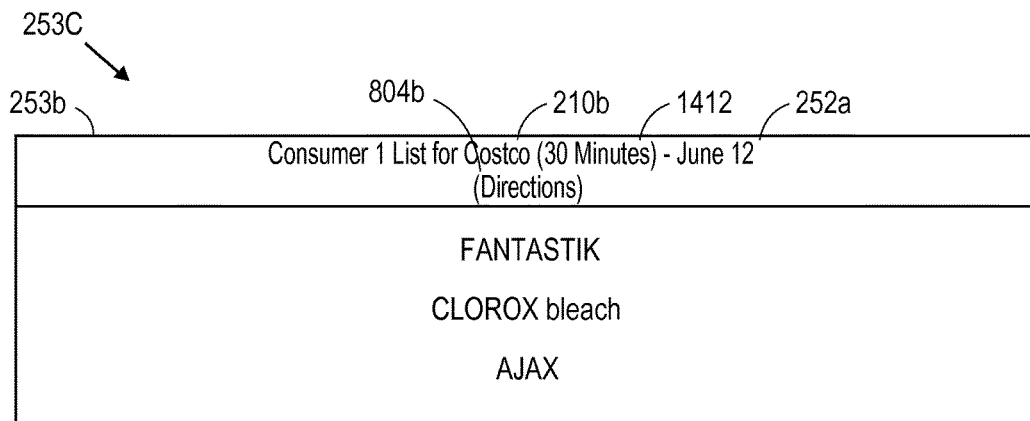 253C
253b
804b
210b
1412
252a
Consumer 1 List for Costco (30 Minutes) - June 12
(Directions)
FANTASTIK
CLOROX bleach
AJAX